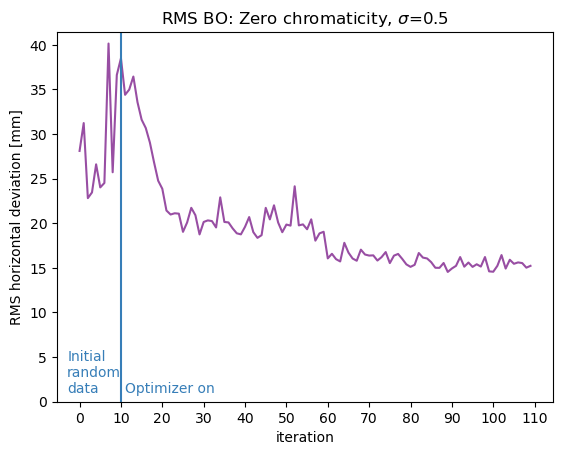 RMS BO: Zero chromaticity, σ=0.5
RMS horizontal deviation [mm]
40
35
30
25
20
15
10
5
0
Initial
random
data
Optimizer on
0 10 20 30 40 50 60 70 80 90 100 110
iteration